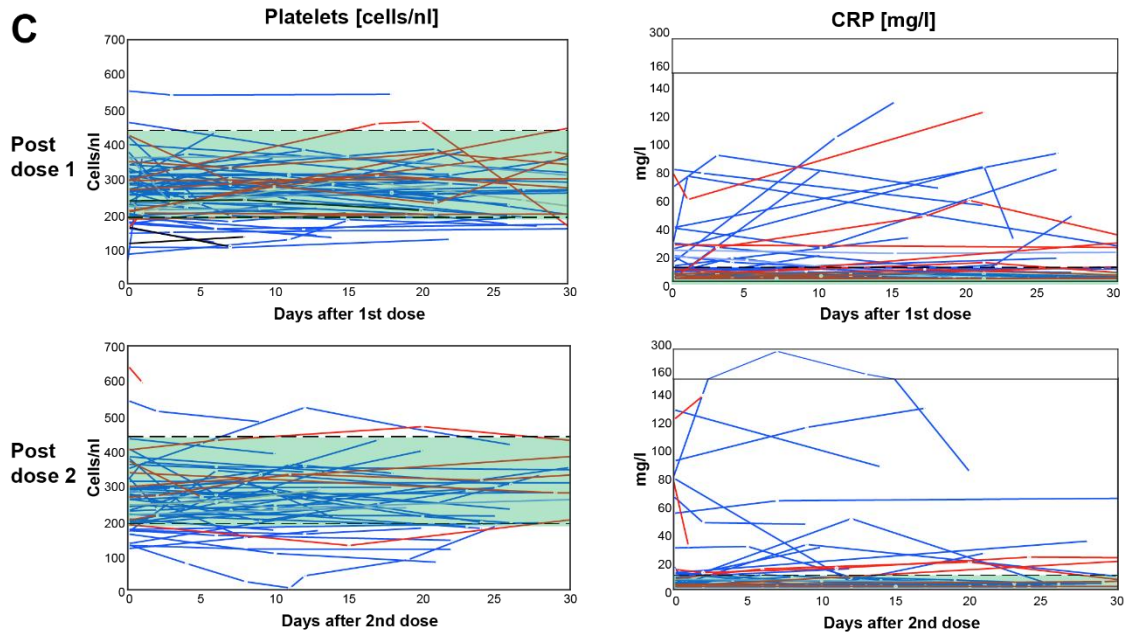 C
Platelets [cells/nl]
CRP [mg/l]
Post
dose 1
Cells/nl
700
600
500
400
300
200
100
0
0 5 10 15 20 25 30
Days after 1st dose
mg/l
300
160
140
120
100
80
60
40
20
0
0 5 10 15 20 25 30
Days after 1st dose
Post
dose 2
Cells/nl
700
600
500
400
300
200
100
0
0 5 10 15 20 25 30
Days after 2nd dose
mg/l
300
160
140
120
100
80
60
40
20
0
0 5 10 15 20 25 30
Days after 2nd dose